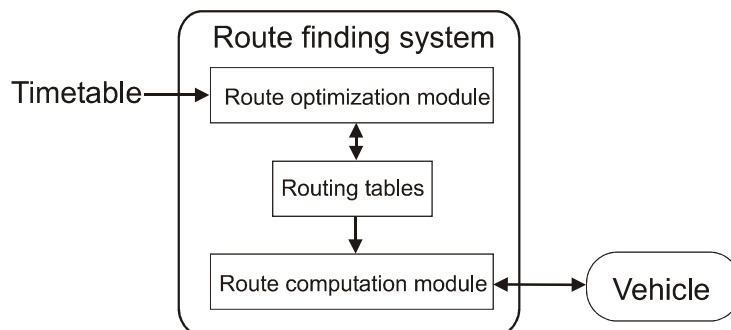 Route finding system
Timetable
Route optimization module
Routing tables
Route computation module
Vehicle